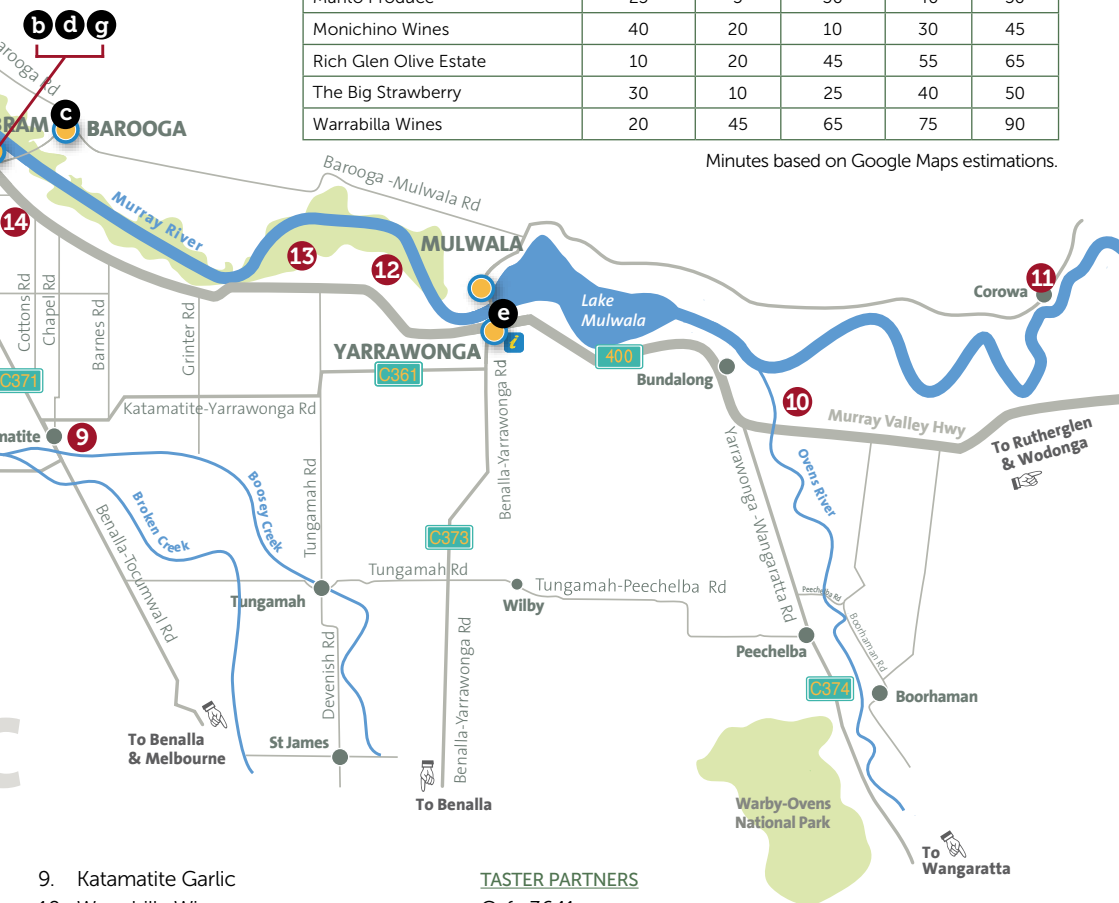 b d g
Monichino Wines 40 20 10 30 45
Rich Glen Olive Estate 10 20 45 55 65
The Big Strawberry 30 10 25 40 50
Warrabilla Wines 20 45 65 75 90
Minutes based on Google Maps estimations.
arooga Rd
c
BAROOGA
Barooga -Mulwala Rd
14
Murray River
13
12
MULWALA
11
Corowa
Lake
Mulwala
e
i
YARRAWONGA
400
Bundalong
Cottons Rd
Chapel Rd
Barnes Rd
Grinter Rd
C371
C361
Benalla-Yarrawonga Rd
10
Murray Valley Hwy
To Rutherglen
& Wodonga
Katamatite-Yarrawonga Rd
matite
9
Yarrawonga -Wangaratta Rd
Ovens River
Broken Creek
Boosey Creek
Tungamah Rd
Benalla-Tocumwal Rd
C373
Tungamah Rd
Tungamah
Wilby
Tungamah-Peechelba Rd
Peechelba Rd
Boorhaman Rd
Peechelba
Devenish Rd
Benalla-Yarrawonga Rd
C374
Boorhaman
To Benalla
& Melbourne
St James
To Benalla
Warby-Ovens
National Park
To
Wangaratta
9. Katamatite Garlic
TASTER PARTNERS